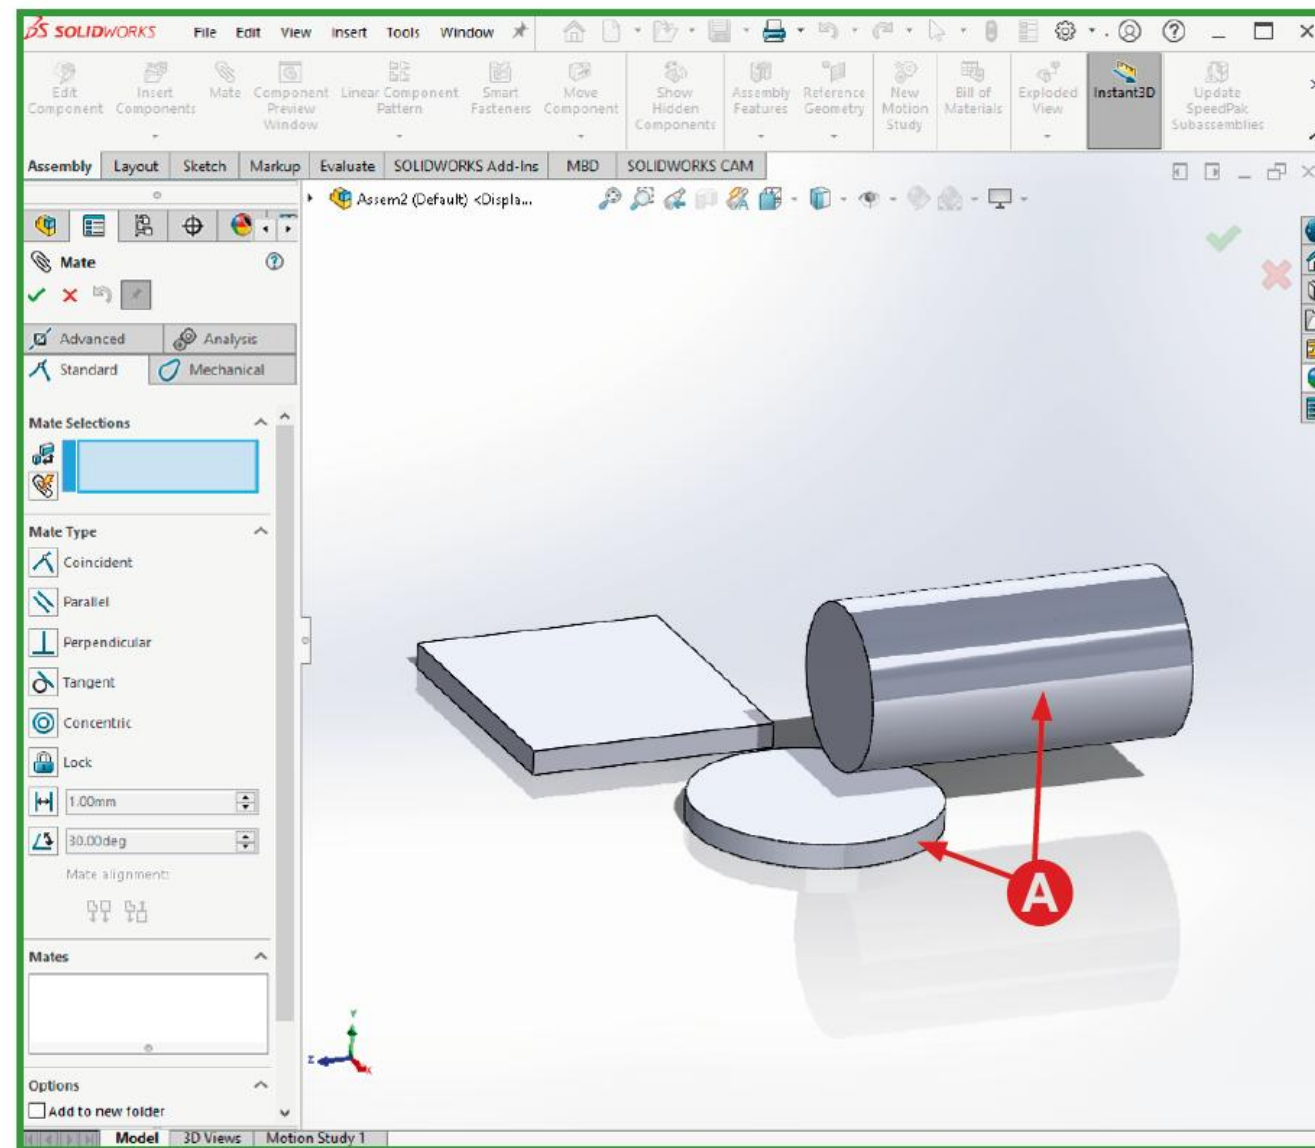 SOLIDWORKS File Edit View Insert Tools Window
Edit Component
Insert Components
Mate
Component Preview Window
Linear Component Pattern
Smart Fasteners
Move Component
Show Hidden Components
Assembly Features
Reference Geometry
New Motion Study
Bill of Materials
Exploded View
Instant3D
Update SpeedPak Subassemblies
Assembly Layout Sketch Markup Evaluate SOLIDWORKS Add-Ins MBD SOLIDWORKS CAM
Assem2 (Default) <Displa...
Mate
Advanced Analysis
Standard Mechanical
Mate Selections
Mate Type
Coincident
Parallel
Perpendicular
Tangent
Concentric
Lock
1.00mm
30.00deg
Mate alignment:
A
Mates
Y
Z
X
Options
Add to new folder
Model 3D Views Motion Study 1